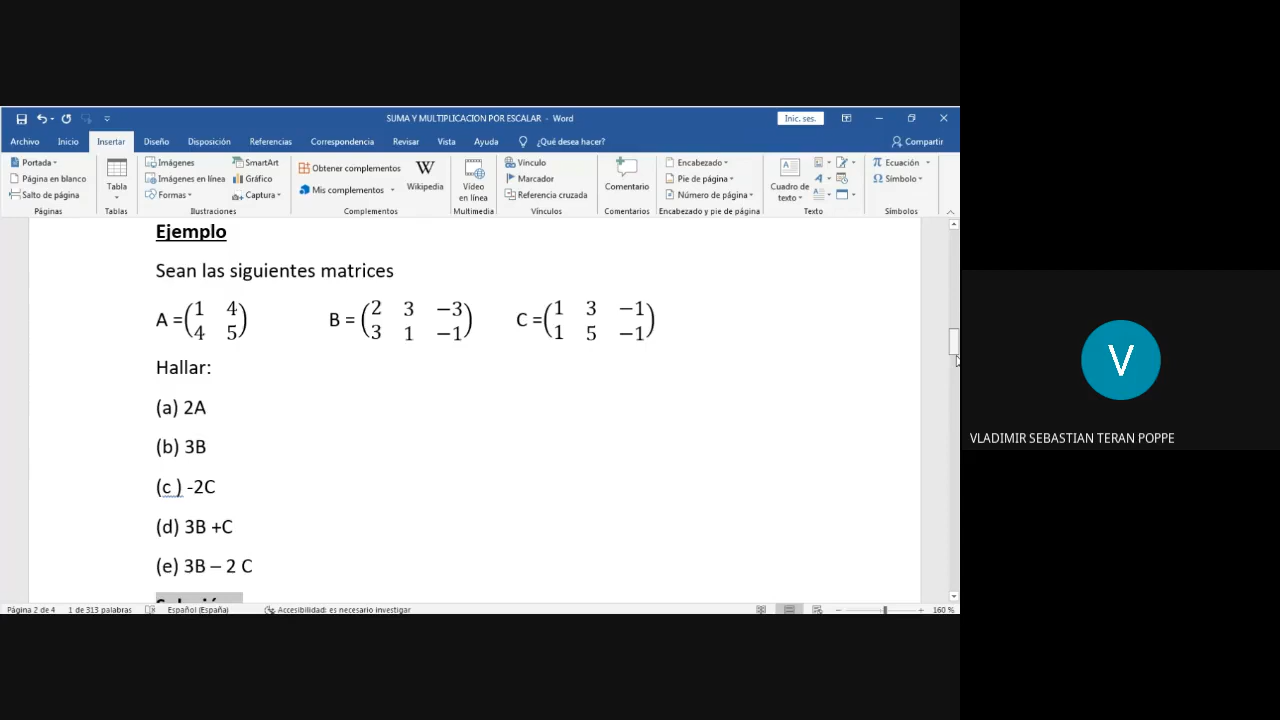 SUMA Y MULTIPLICACION POR ESCALAR - Word
Inic. ses.
Archivo Inicio Insertar Diseño Disposición Referencias Correspondencia Revisar Vista Ayuda ¿Qué desea hacer? Compartir
Portada
Página en blanco
Salto de página
Páginas
Tabla
Tablas
Imágenes
Imágenes en línea
Formas
SmartArt
Gráfico
Captura
Ilustraciones
Obtener complementos
Mis complementos
W
Wikipedia
Complementos
Vídeo en línea
Multimedia
Vínculo
Marcador
Referencia cruzada
Vínculos
Comentario
Comentarios
Encabezado
Pie de página
Número de página
Encabezado y pie de página
Cuadro de texto
Texto
π Ecuación
Ω Símbolo
Símbolos
Ejemplo
Sean las siguientes matrices
A =(1 4 B = (2 3 −3) C =(1 3 −1)
4 5) 3 1 −1 1 5 −1
Hallar:
(a) 2A
(b) 3B
(c ) -2C
(d) 3B +C
(e) 3B – 2 C
Página 2 de 4 1 de 313 palabras Español (España) Accesibilidad: es necesario investigar 160 %
V
VLADIMIR SEBASTIAN TERAN POPPE